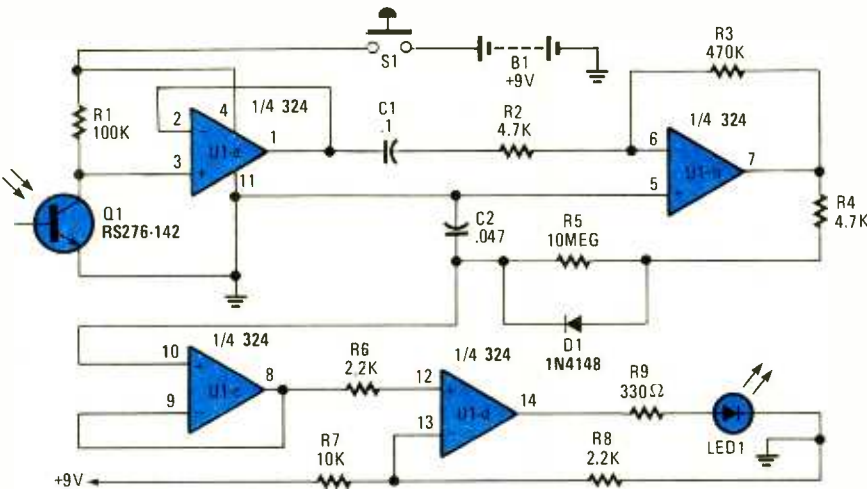 R3
470K
S1
B1
+9V
R1
100K
1/4 324
C1
.1
R2
4.7K
1/4 324
2
4
1
3
11
U1-a
6
7
5
Q1
RS276-142
C2
.047
R5
10MEG
R4
4.7K
D1
1N4148
1/4 324
10
9
8
U1-c
R6
2.2K
1/4 324
12
13
14
U1-d
R9
330Ω
LED1
R7
10K
R8
2.2K
+9V